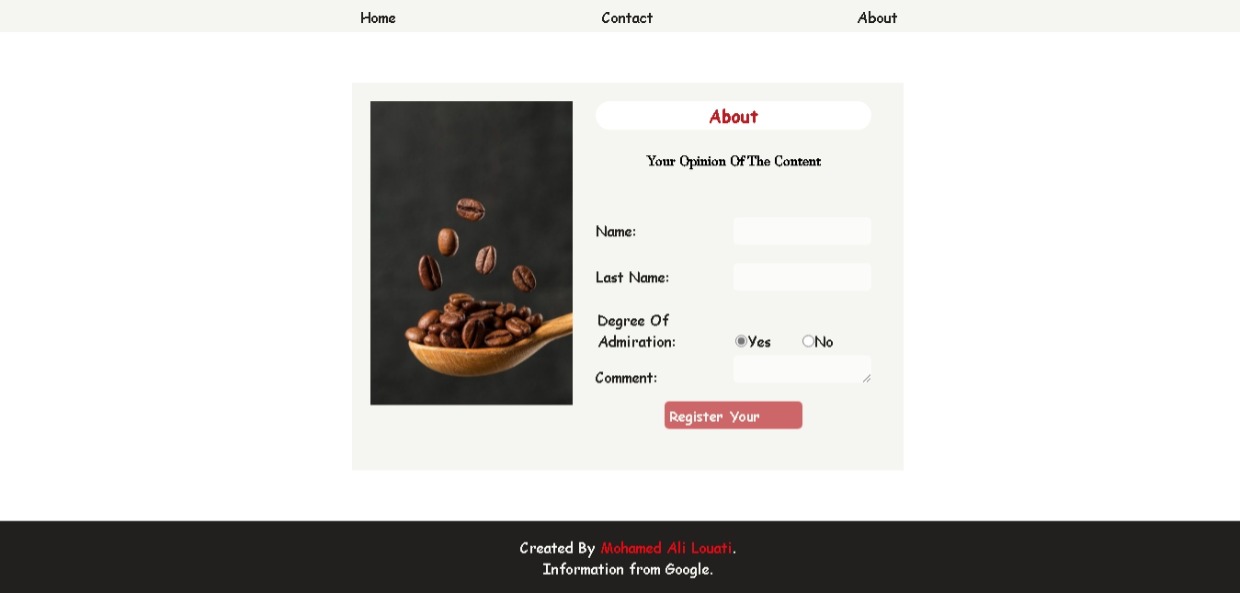 Home Contact About
About
Your Opinion Of The Content
Name:
Last Name:
Degree Of
Admiration:
Yes No
Comment:
Register Your
Created By Mohamed Ali Louati.
Information from Google.